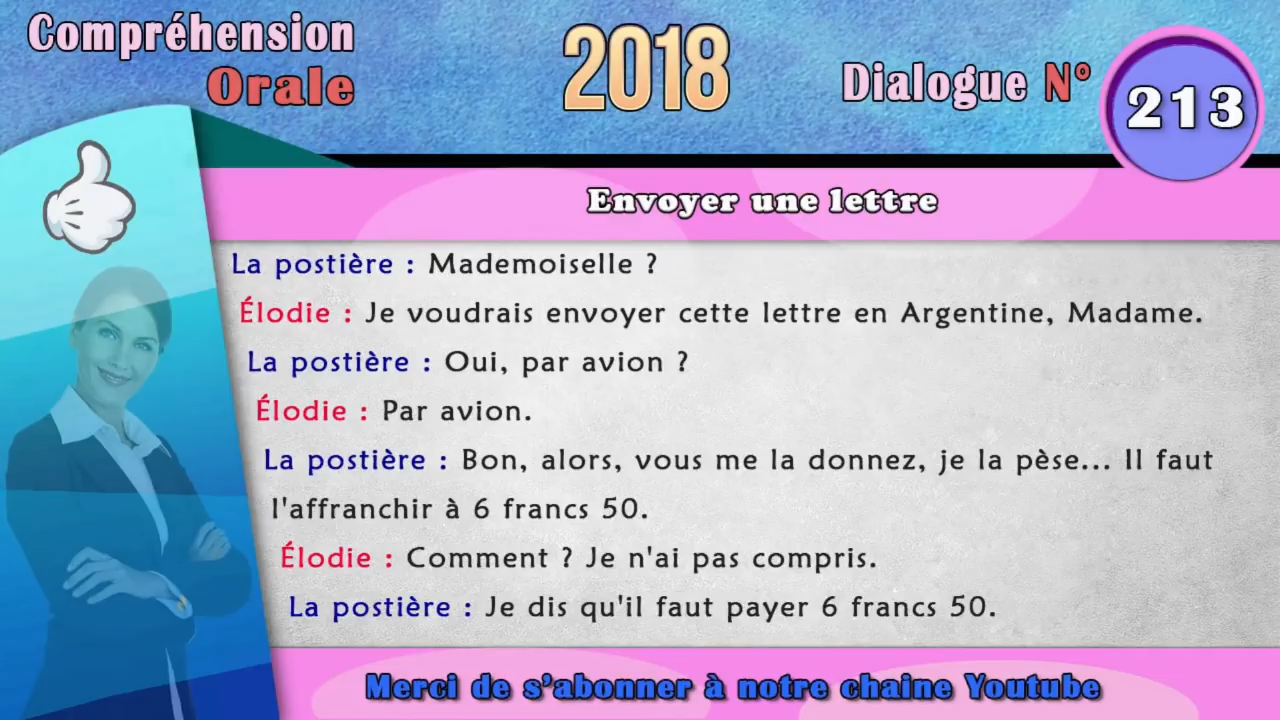 Compréhension
Orale
2018
Dialogue N°
213
Envoyer une lettre
La postière : Mademoiselle ?
Élodie : Je voudrais envoyer cette lettre en Argentine, Madame.
La postière : Oui, par avion ?
Élodie : Par avion.
La postière : Bon, alors, vous me la donnez, je la pèse... Il faut
l'affranchir à 6 francs 50.
Élodie : Comment ? Je n'ai pas compris.
La postière : Je dis qu'il faut payer 6 francs 50.
Merci de s'abonner à notre chaine Youtube